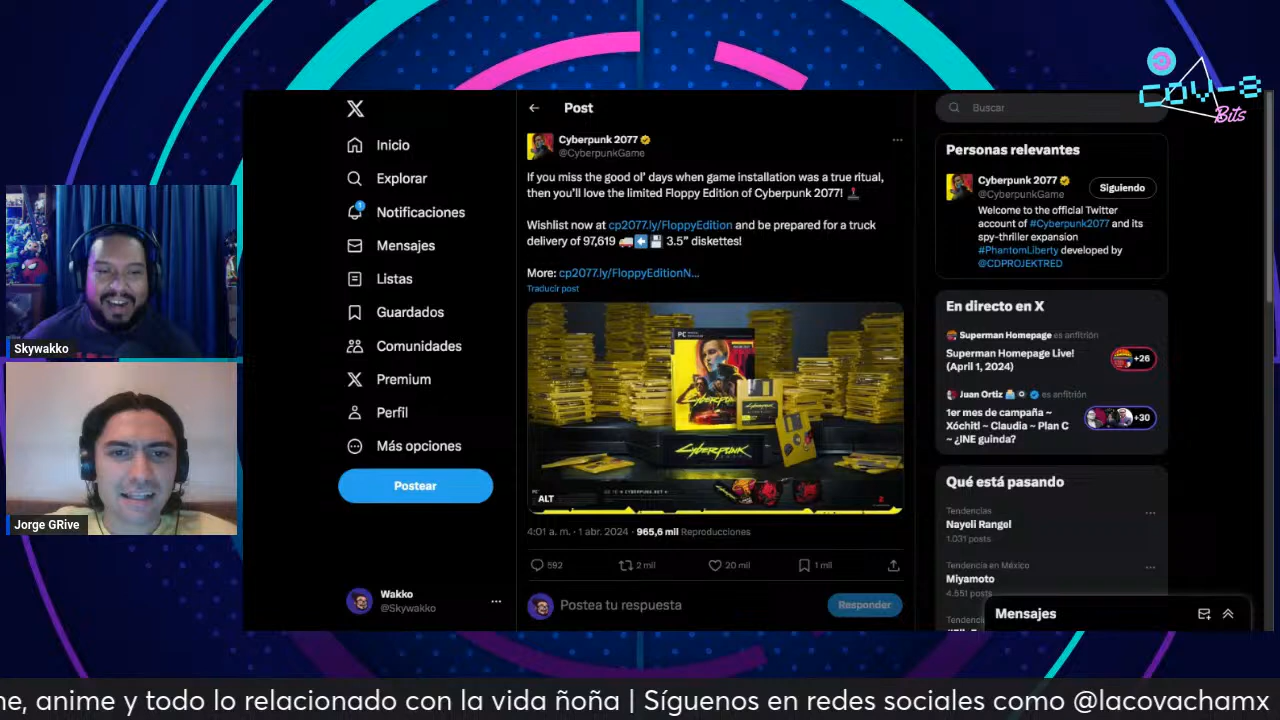 COV-8
Bits
Skywakko
Jorge GRive
X
Inicio
Explorar
1
Notificaciones
Mensajes
Listas
Guardados
Comunidades
Premium
Perfil
Más opciones
Postear
Wakko
@Skywakko
Post
Cyberpunk 2077
@CyberpunkGame
If you miss the good ol' days when game installation was a true ritual,
then you'll love the limited Floppy Edition of Cyberpunk 2077! 🕹️
Wishlist now at cp2077.ly/FloppyEdition and be prepared for a truck
delivery of 97,619 🚚⬅️💾 3.5" diskettes!
More: cp2077.ly/FloppyEditionN...
Traducir post
PC
CYBERPUNK
CYBERPUNK
ALT
4:01 a. m. · 1 abr. 2024 · 965,6 mil Reproducciones
592
2 mil
20 mil
1 mil
Postea tu respuesta
Responder
Buscar
Personas relevantes
Cyberpunk 2077
@CyberpunkGame
Siguiendo
Welcome to the official Twitter
account of #Cyberpunk2077 and its
spy-thriller expansion
#PhantomLiberty developed by
@CDPROJEKTRED
En directo en X
Superman Homepage es anfitrión
Superman Homepage Live!
(April 1, 2024)
+26
Juan Ortiz es anfitrión
1er mes de campaña ~
Xóchitl ~ Claudia ~ Plan C
~ ¿INE guinda?
+30
Qué está pasando
Tendencias
Nayeli Rangel
1.031 posts
Tendencia en México
Miyamoto
4.551 posts
Mensajes
ne, anime y todo lo relacionado con la vida ñoña | Síguenos en redes sociales como @lacovachamx